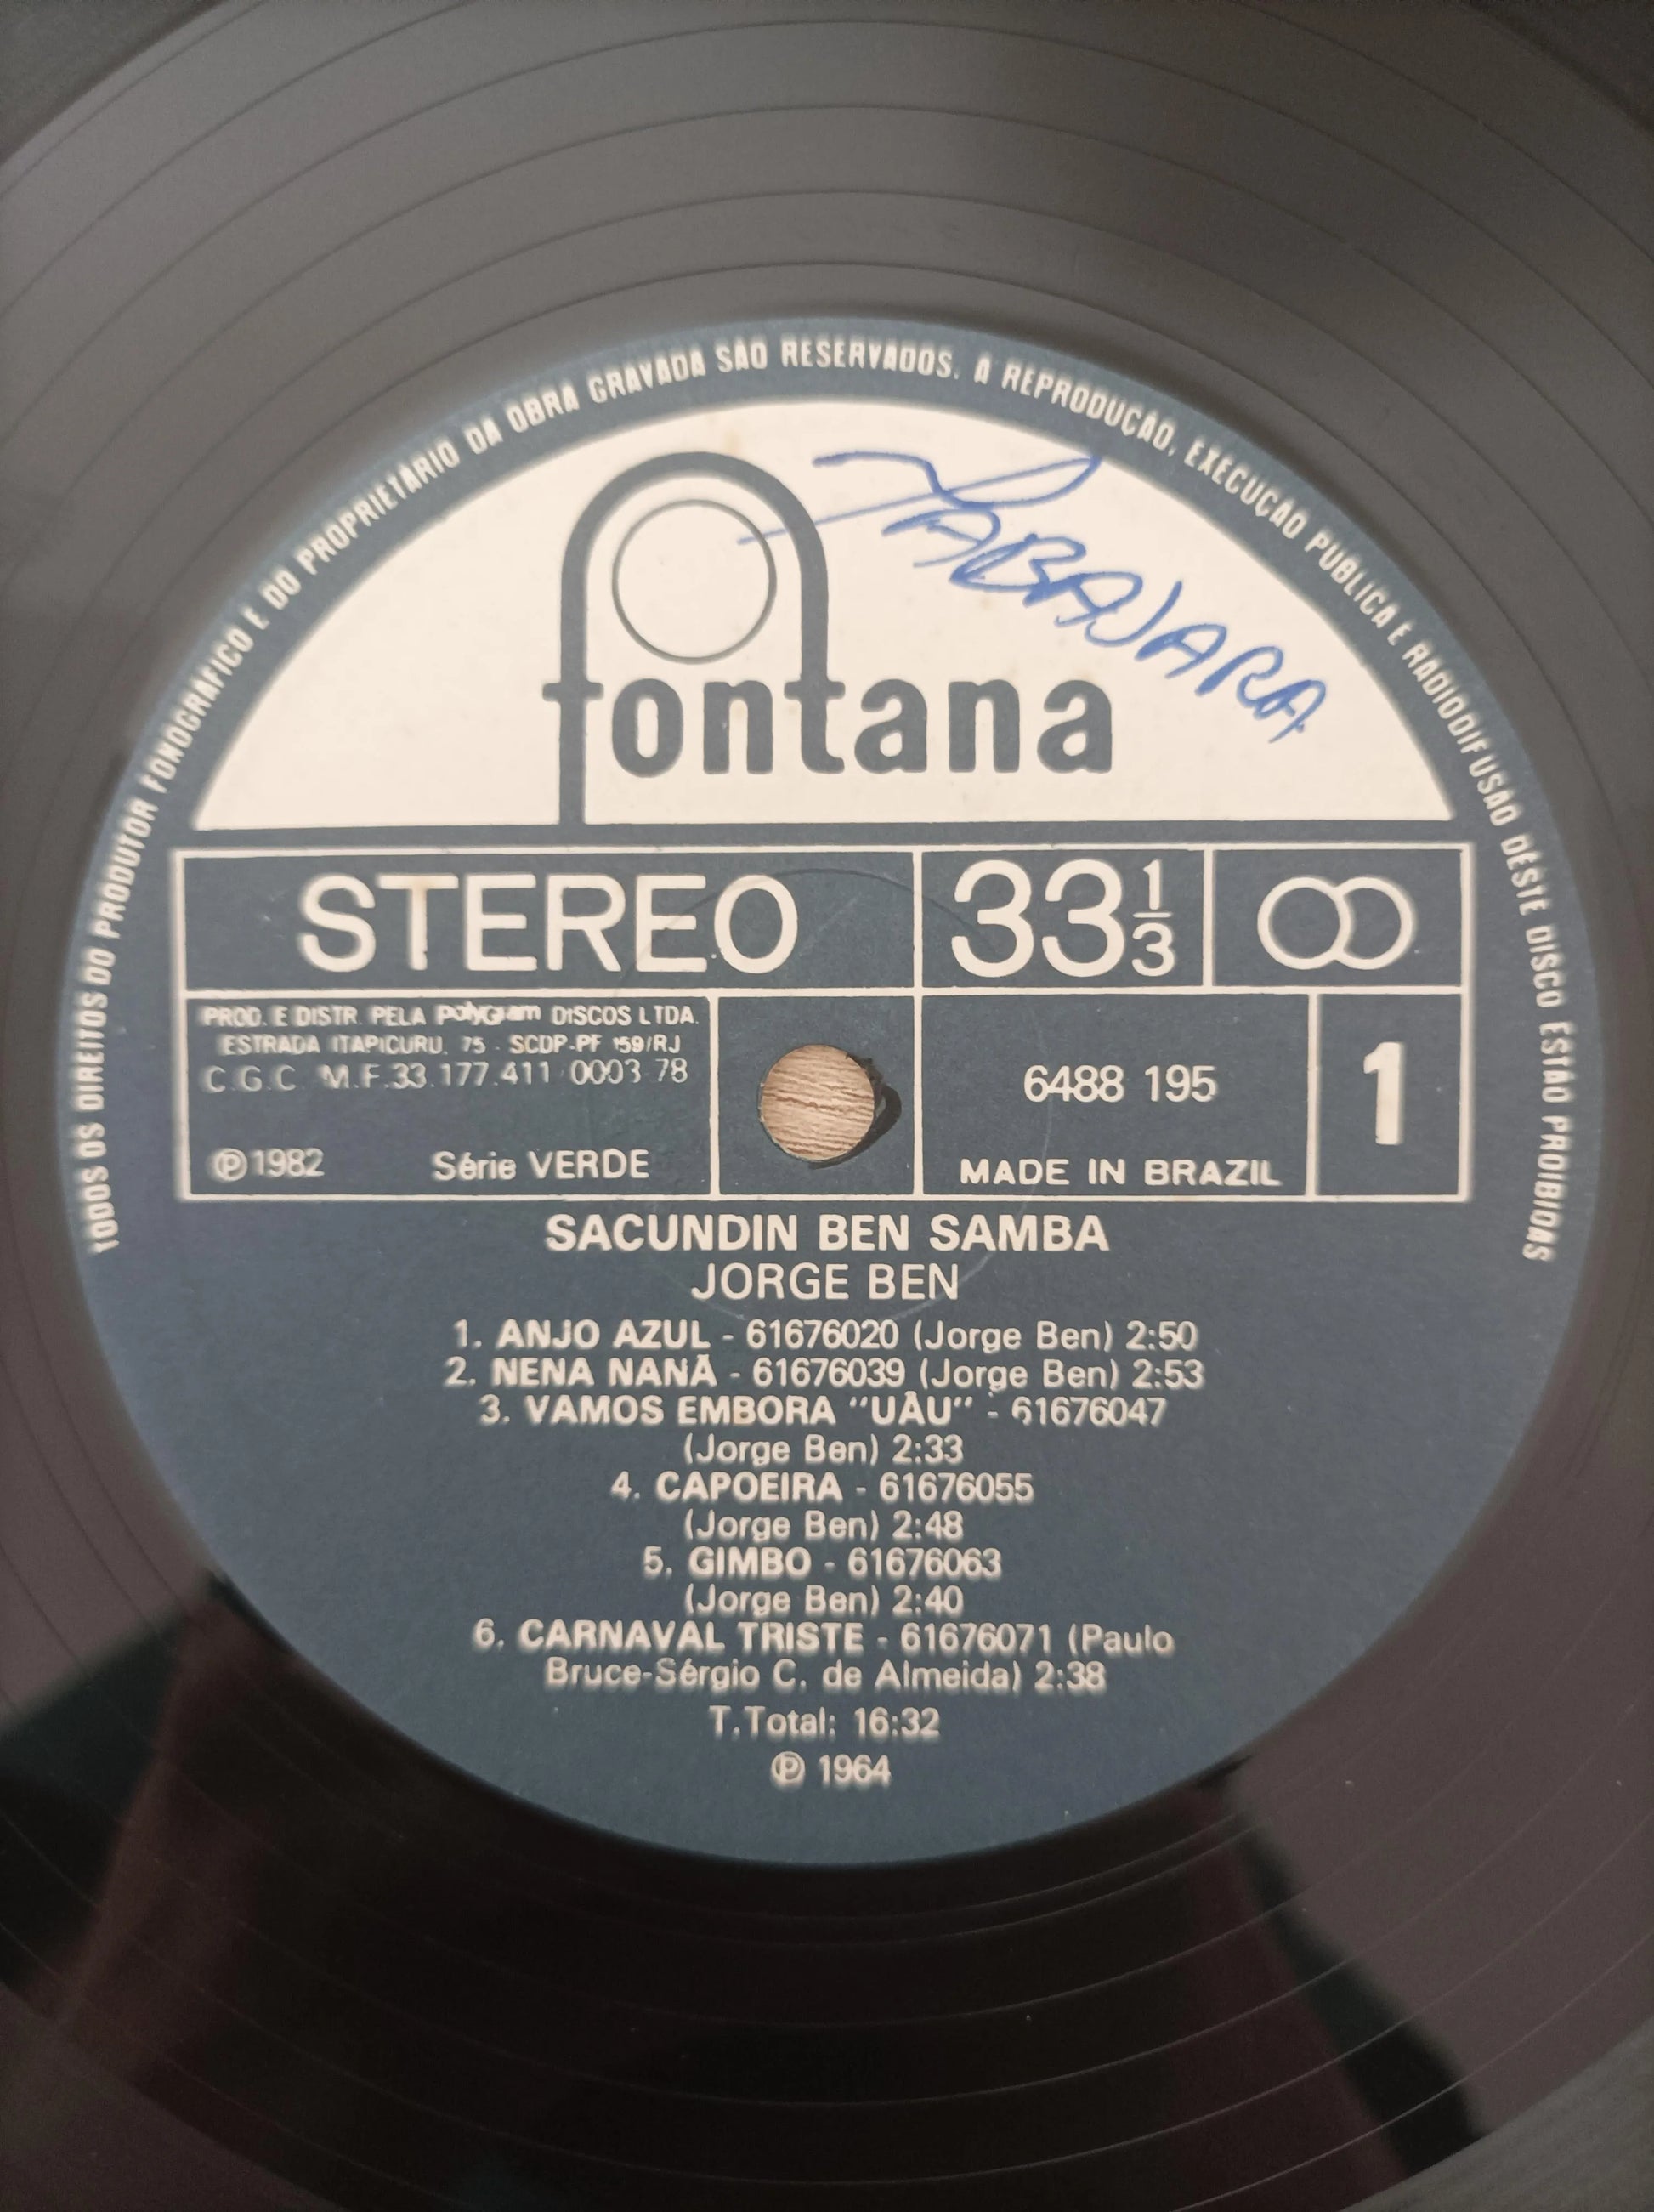 TODOS OS DIREITOS DO PRODUTOR FONOGRAFICO E DO PROPRIETARIO DA OBRA GRAVADA SÃO RESERVADOS. A REPRODUÇÃO, EXECUÇÃO PUBLICA E RADIODIFUSÃO DESTE DISCO ESTÃO PROIBIDAS
fontana
STEREO
33 1/3
PROD. E DISTR. PELA PolyGram DISCOS LTDA.
ESTRADA ITAPICURU, 75 - SCDP-PF 159/RJ
C.G.C. M.F. 33.177.411 0003 78
6488 195
1
℗ 1982 Série VERDE
MADE IN BRAZIL
SACUNDIN BEN SAMBA
JORGE BEN
1. ANJO AZUL - 61676020 (Jorge Ben) 2:50
2. NENA NANÃ - 61676039 (Jorge Ben) 2:53
3. VAMOS EMBORA "UÂU" - 61676047
(Jorge Ben) 2:33
4. CAPOEIRA - 61676055
(Jorge Ben) 2:48
5. GIMBO - 61676063
(Jorge Ben) 2:40
6. CARNAVAL TRISTE - 61676071 (Paulo
Bruce-Sérgio C. de Almeida) 2:38
T.Total: 16:32
℗ 1964